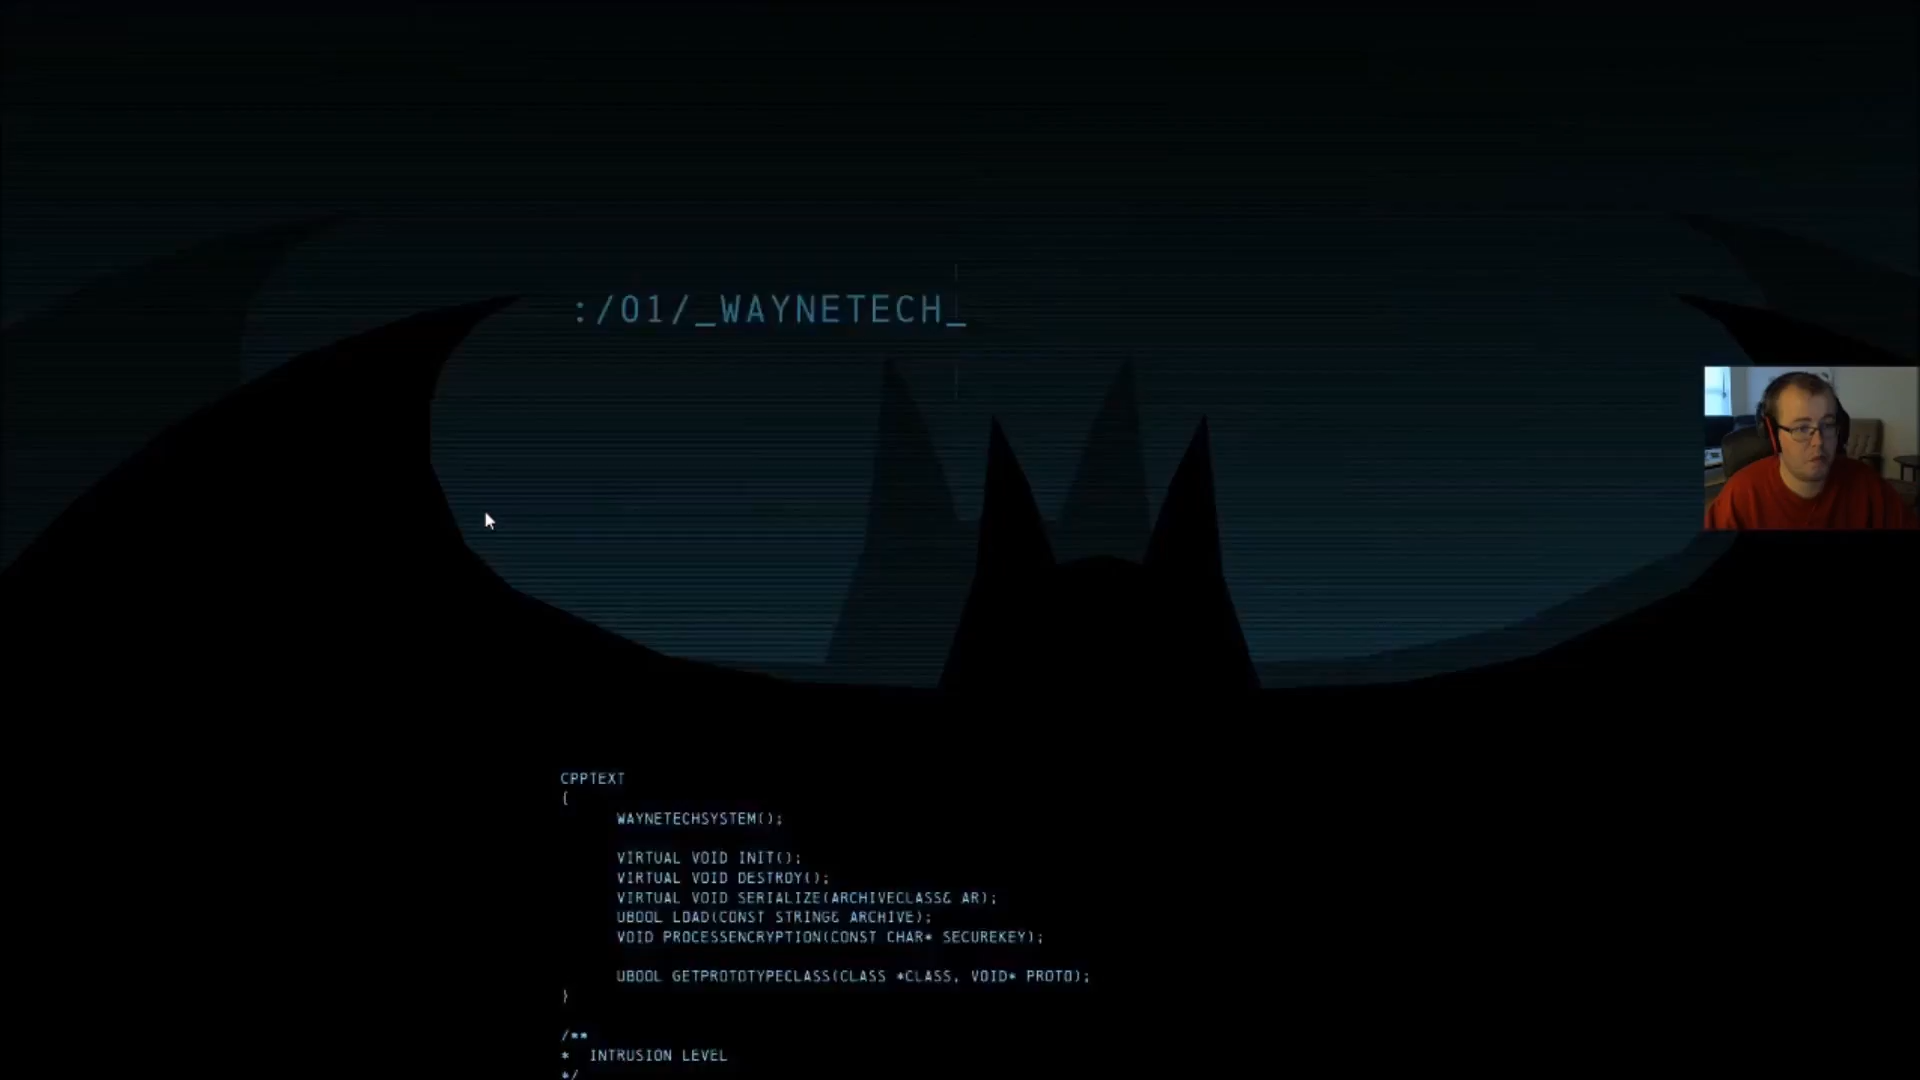 :/01/_WAYNETECH_
CPPTEXT
{
WAYNETECHSYSTEM();
VIRTUAL VOID INIT();
VIRTUAL VOID DESTROY();
VIRTUAL VOID SERIALIZE(ARCHIVECLASS& AR);
UBOOL LOAD(CONST STRING& ARCHIVE);
VOID PROCESSENCRYPTION(CONST CHAR* SECUREKEY);
UBOOL GETPROTOTYPECLASS(CLASS *CLASS, VOID* PROTO);
}
/**
* INTRUSION LEVEL
*/